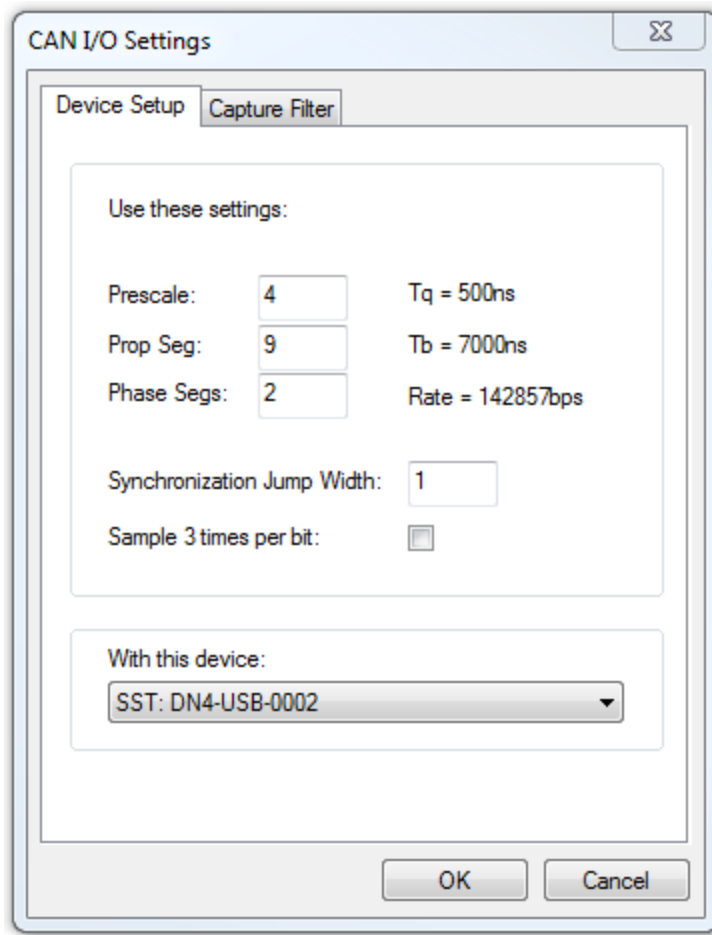 CAN I/O Settings
Device Setup Capture Filter
Use these settings:
Prescale: 4 Tq = 500ns
Prop Seg: 9 Tb = 7000ns
Phase Segs: 2 Rate = 142857bps
Synchronization Jump Width: 1
Sample 3 times per bit:
With this device:
SST: DN4-USB-0002
OK Cancel